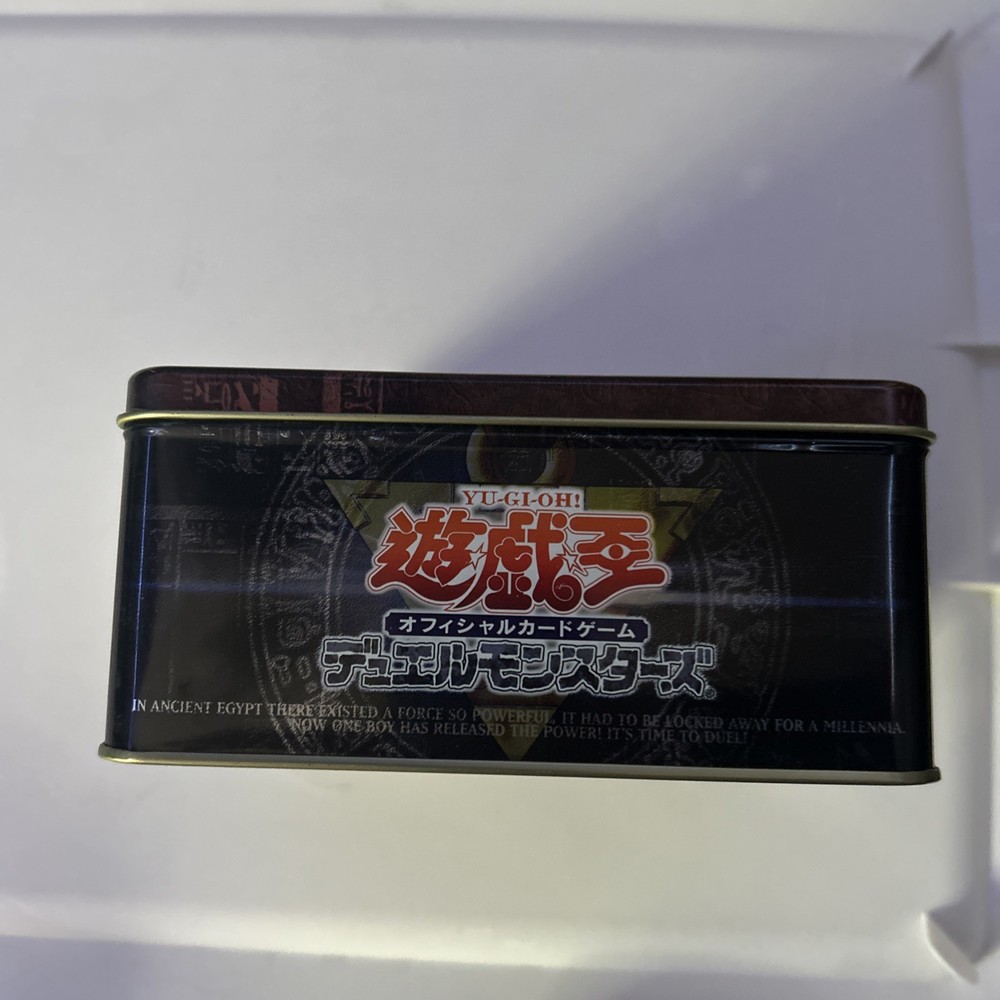 YU-GI-OH!
遊戯王
オフィシャルカードゲーム
デュエルモンスターズ®
IN ANCIENT EGYPT THERE EXISTED A FORCE SO POWERFUL, IT HAD TO BE LOCKED AWAY FOR A MILLENNIA.
NOW ONE BOY HAS RELEASED THE POWER! IT'S TIME TO DUEL!